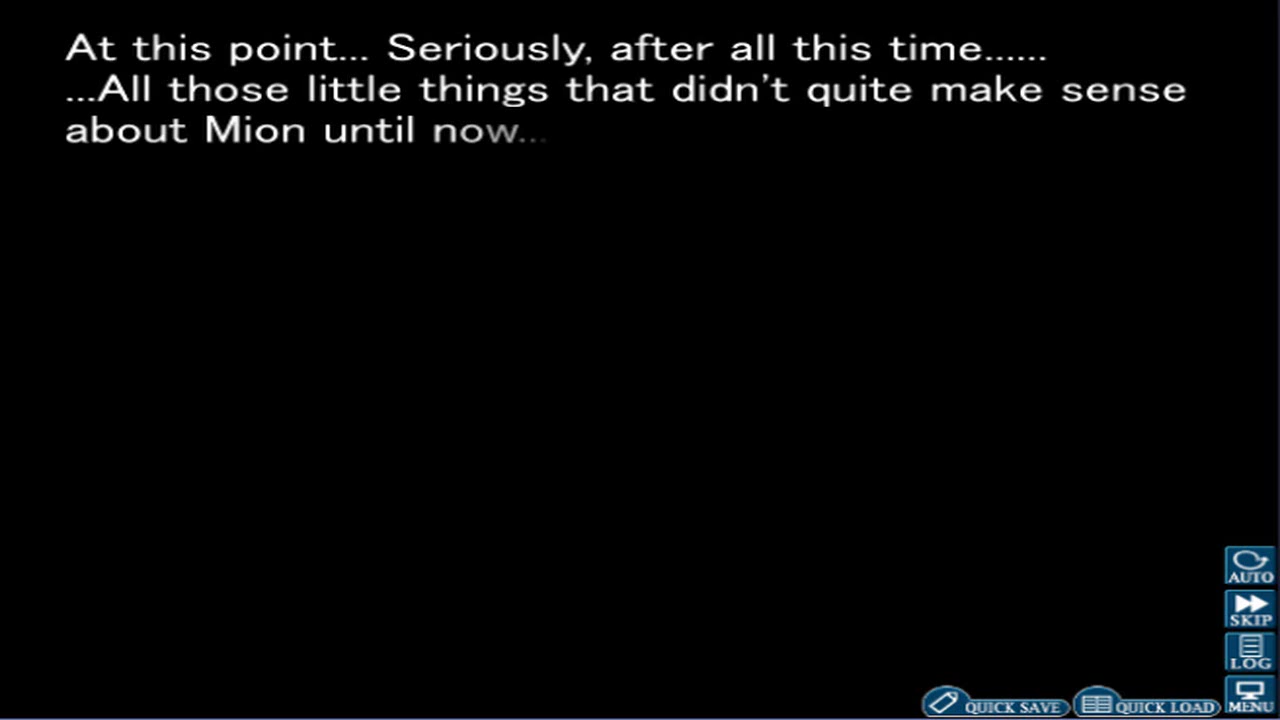 At this point... Seriously, after all this time......
...All those little things that didn't quite make sense
about Mion until now...
AUTO
SKIP
LOG
MENU
QUICK SAVE
QUICK LOAD